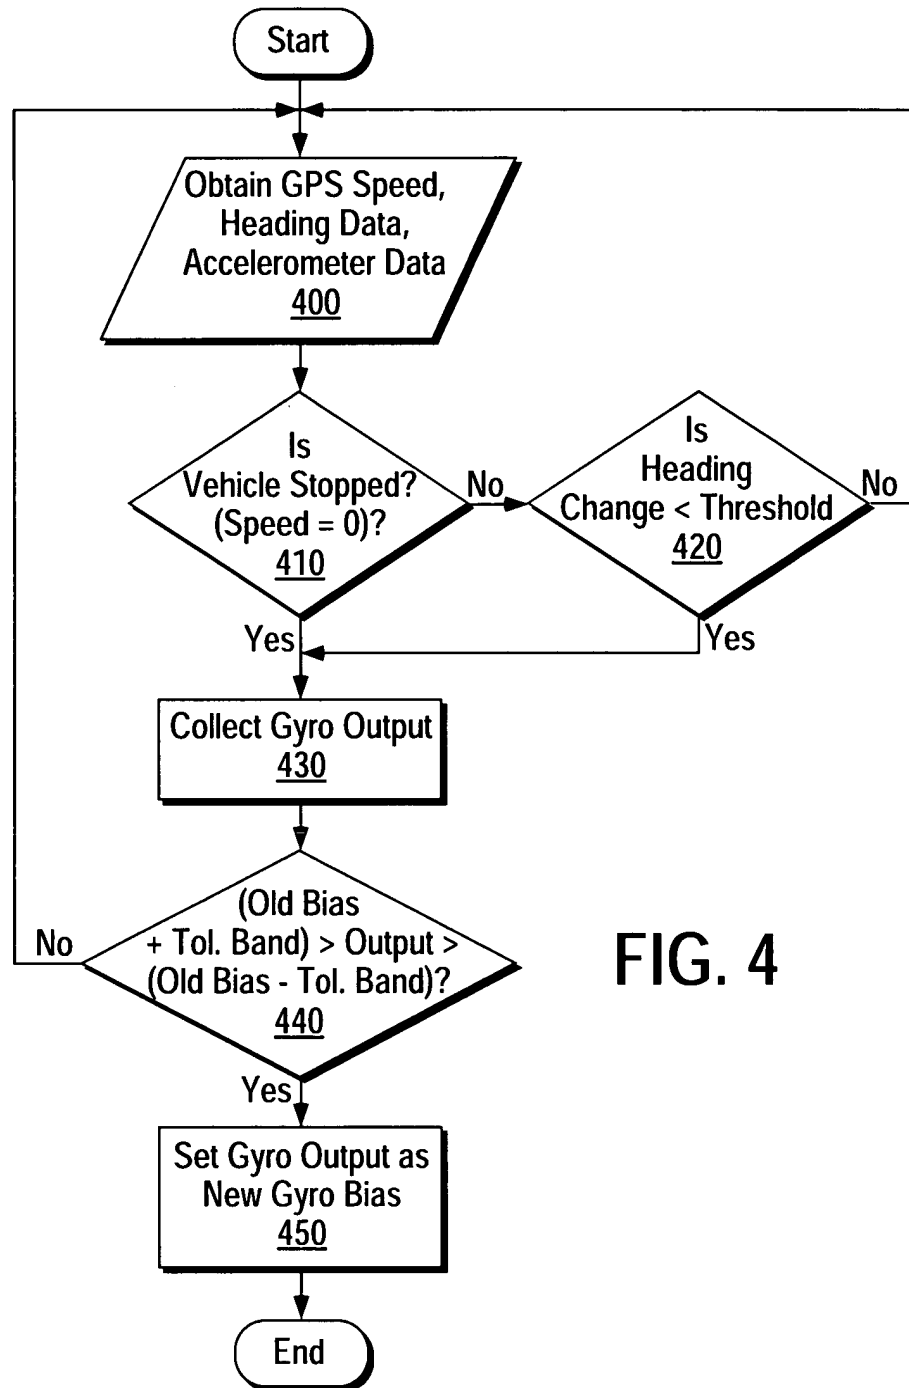 Start
Obtain GPS Speed,
Heading Data,
Accelerometer Data
400
Is
Vehicle Stopped?
(Speed = 0)?
410
No
Is
Heading
Change < Threshold
420
No
Yes
Yes
Collect Gyro Output
430
(Old Bias
+ Tol. Band) > Output >
(Old Bias - Tol. Band)?
440
No
FIG. 4
Yes
Set Gyro Output as
New Gyro Bias
450
End